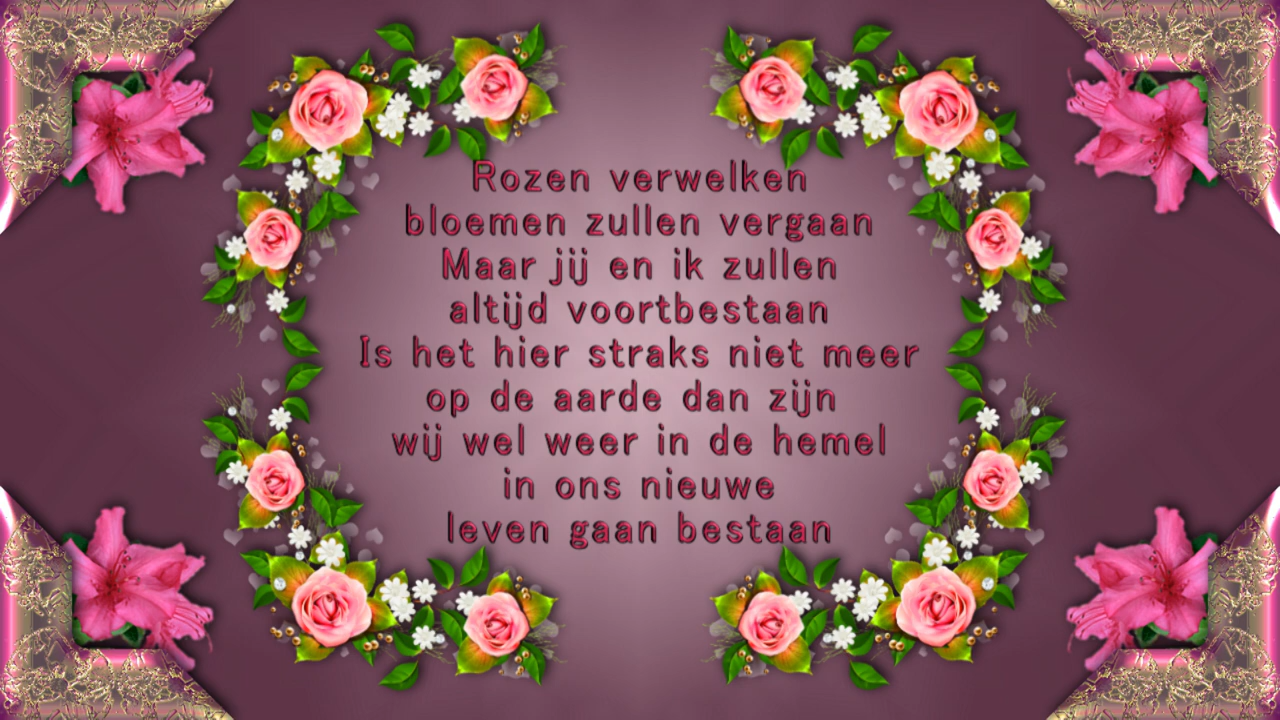 Rozen verwelken
bloemen zullen vergaan
Maar jij en ik zullen
altijd voortbestaan
Is het hier straks niet meer
op de aarde dan zijn
wij wel weer in de hemel
in ons nieuwe
leven gaan bestaan